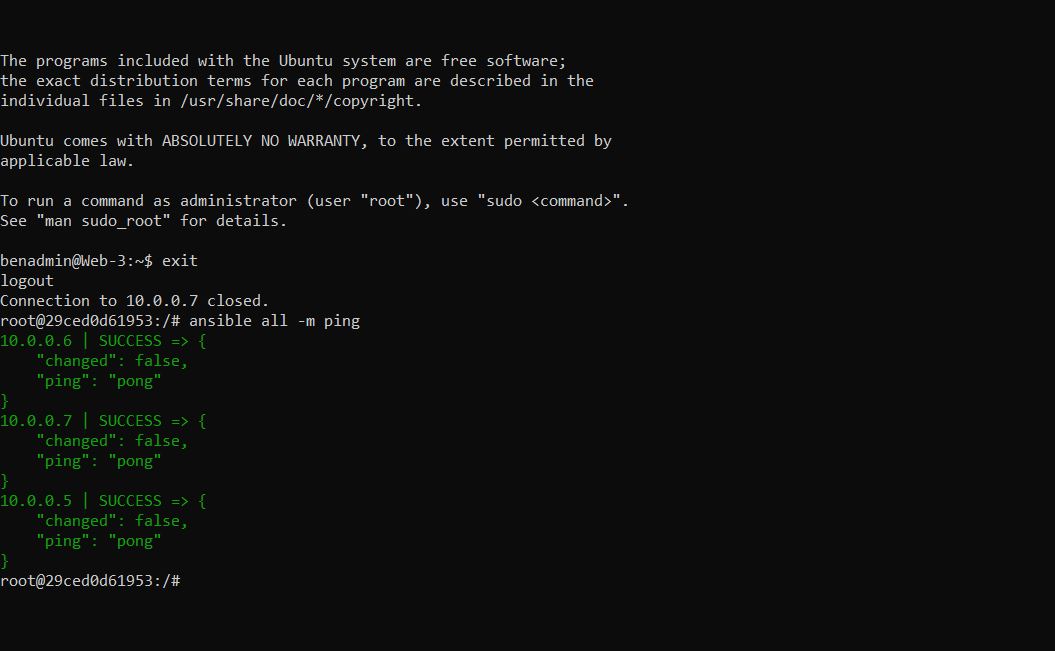 The programs included with the Ubuntu system are free software;
the exact distribution terms for each program are described in the
individual files in /usr/share/doc/*/copyright.

Ubuntu comes with ABSOLUTELY NO WARRANTY, to the extent permitted by
applicable law.

To run a command as administrator (user "root"), use "sudo <command>".
See "man sudo_root" for details.

benadmin@Web-3:~$ exit
logout
Connection to 10.0.0.7 closed.
root@29ced0d61953:/# ansible all -m ping
10.0.0.6 | SUCCESS => {
    "changed": false,
    "ping": "pong"
}
10.0.0.7 | SUCCESS => {
    "changed": false,
    "ping": "pong"
}
10.0.0.5 | SUCCESS => {
    "changed": false,
    "ping": "pong"
}
root@29ced0d61953:/#